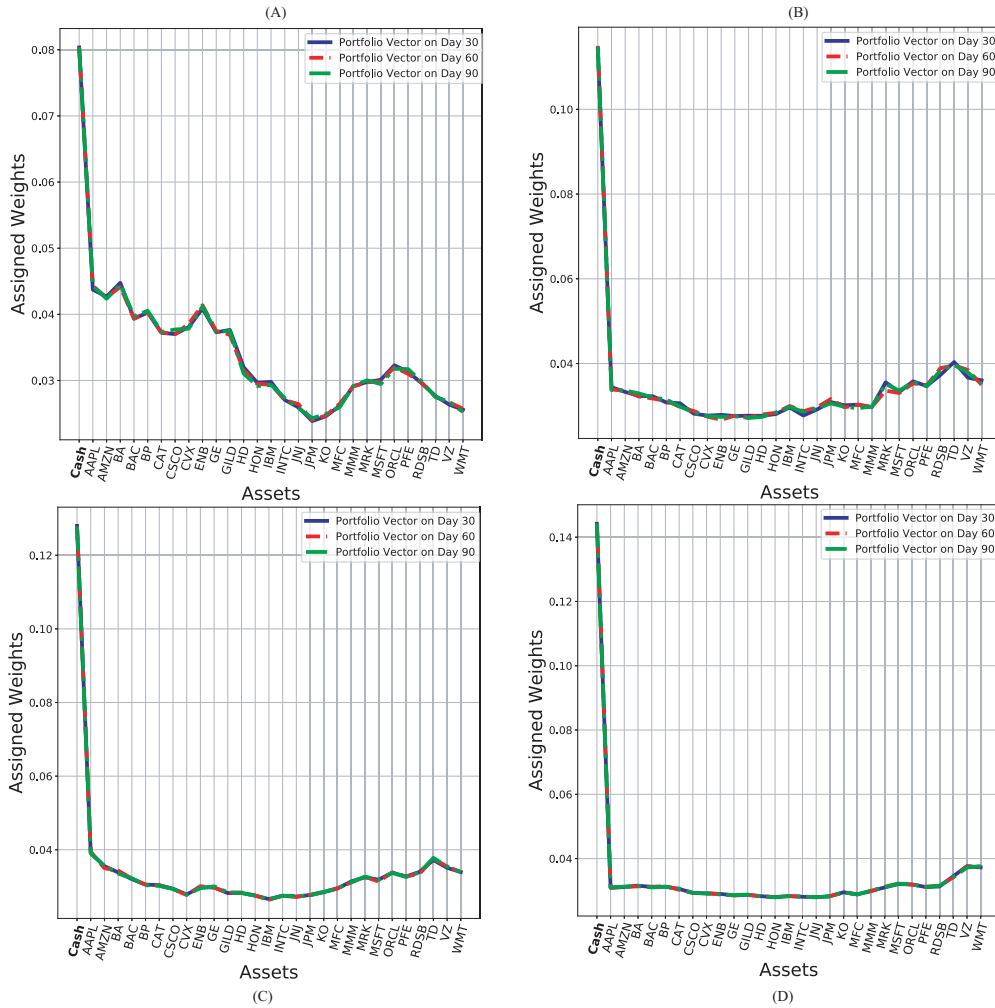 (A)
Assigned Weights
0.08
0.07
0.06
0.05
0.04
0.03
Portfolio Vector on Day 30
Portfolio Vector on Day 60
Portfolio Vector on Day 90
Cash AAPL AMZN BA BAC BP CAT CSCO CVX ENB GE GILD HD HON IBM INTC JNJ JPM KO MFC MMM MRK MSFT ORCL PFE RDSB TD VZ WMT
Assets
(B)
Assigned Weights
0.10
0.08
0.06
0.04
Portfolio Vector on Day 30
Portfolio Vector on Day 60
Portfolio Vector on Day 90
Cash AAPL AMZN BA BAC BP CAT CSCO CVX ENB GE GILD HD HON IBM INTC JNJ JPM KO MFC MMM MRK MSFT ORCL PFE RDSB TD VZ WMT
Assets
Assigned Weights
0.12
0.10
0.08
0.06
0.04
Portfolio Vector on Day 30
Portfolio Vector on Day 60
Portfolio Vector on Day 90
Cash AAPL AMZN BA BAC BP CAT CSCO CVX ENB GE GILD HD HON IBM INTC JNJ JPM KO MFC MMM MRK MSFT ORCL PFE RDSB TD VZ WMT
Assets
(C)
Assigned Weights
0.14
0.12
0.10
0.08
0.06
0.04
Portfolio Vector on Day 30
Portfolio Vector on Day 60
Portfolio Vector on Day 90
Cash AAPL AMZN BA BAC BP CAT CSCO CVX ENB GE GILD HD HON IBM INTC JNJ JPM KO MFC MMM MRK MSFT ORCL PFE RDSB TD VZ WMT
Assets
(D)